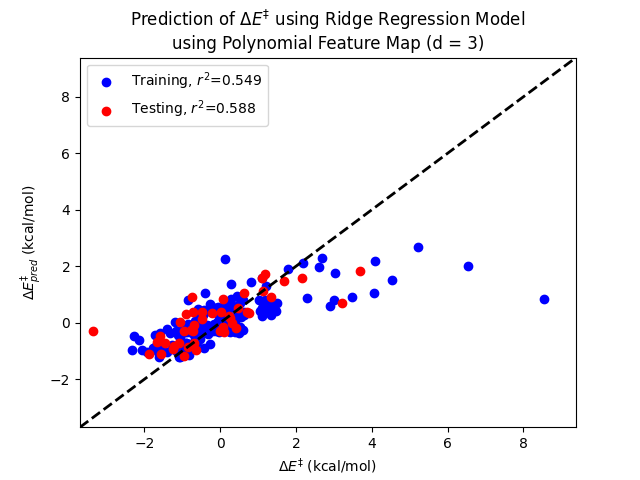 Prediction of ΔE‡ using Ridge Regression Model
using Polynomial Feature Map (d = 3)
Training, r²=0.549
Testing, r²=0.588
8
6
4
2
0
−2
ΔE‡pred (kcal/mol)
−2 0 2 4 6 8
ΔE‡ (kcal/mol)